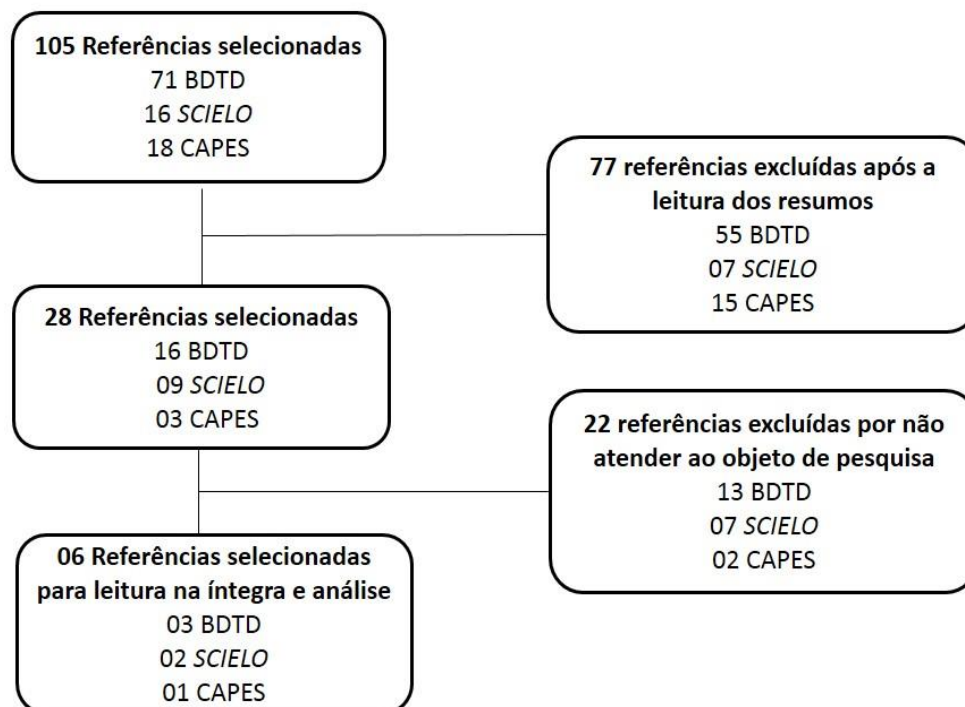 105 Referências selecionadas
71 BDTD
16 SCIELO
18 CAPES
77 referências excluídas após a
leitura dos resumos
55 BDTD
07 SCIELO
15 CAPES
28 Referências selecionadas
16 BDTD
09 SCIELO
03 CAPES
22 referências excluídas por não
atender ao objeto de pesquisa
13 BDTD
07 SCIELO
02 CAPES
06 Referências selecionadas
para leitura na íntegra e análise
03 BDTD
02 SCIELO
01 CAPES